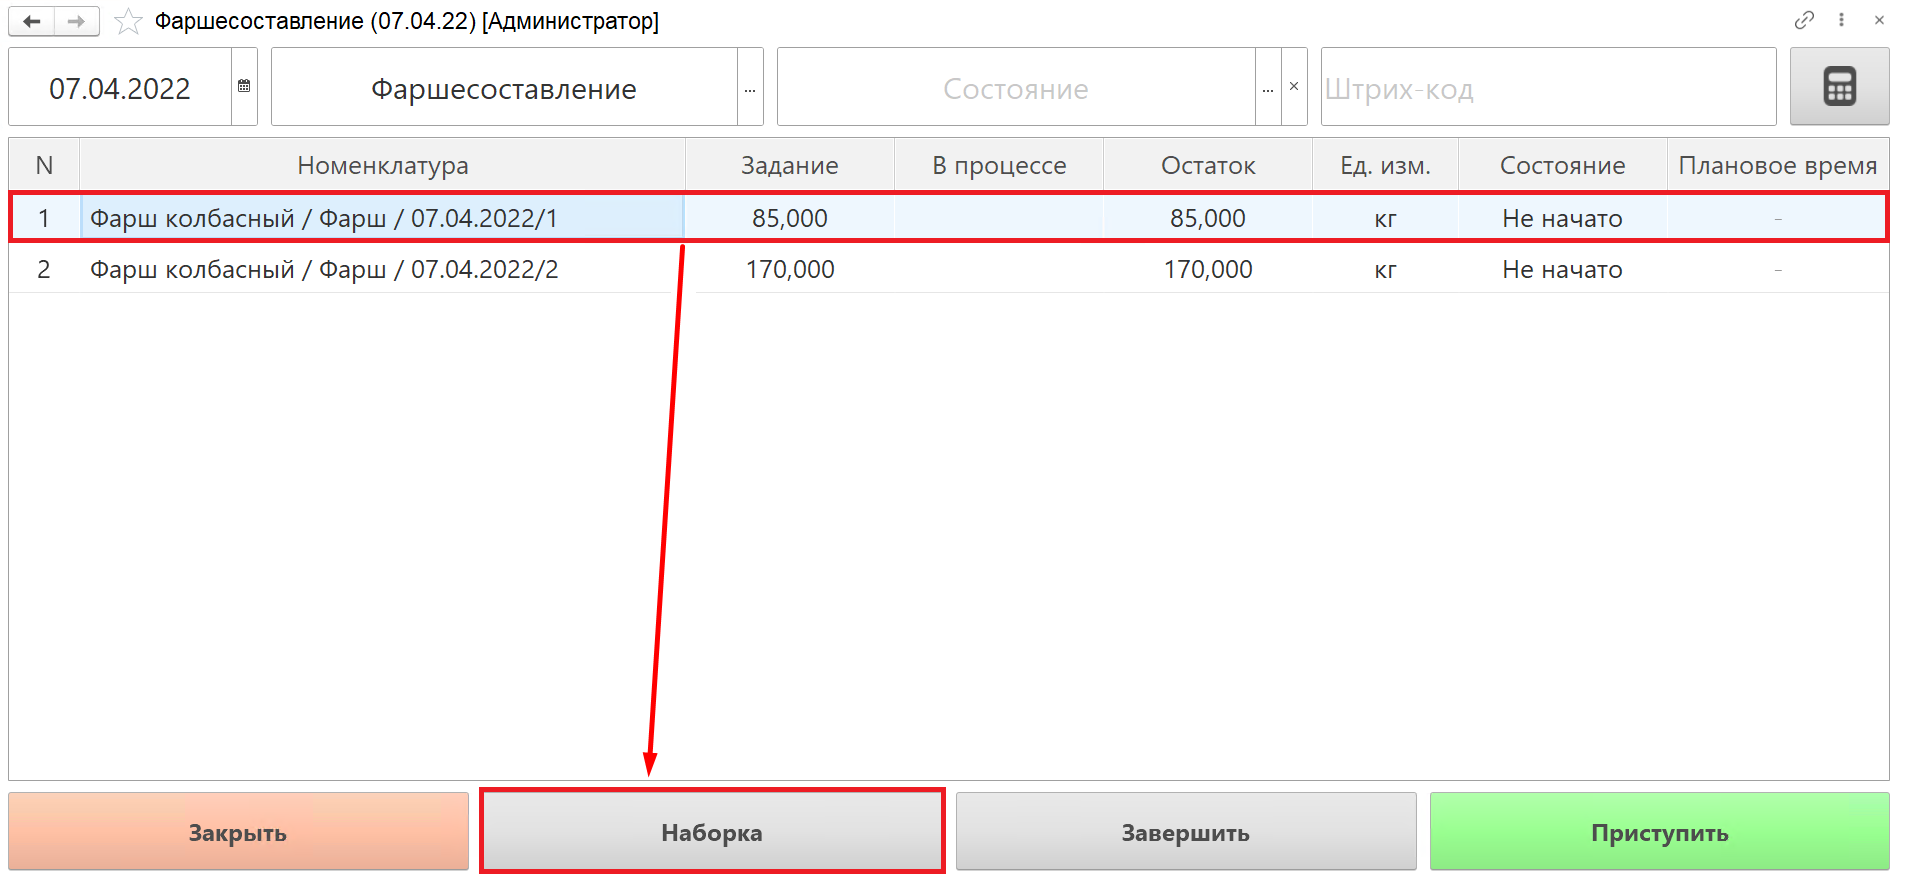 Фаршесоставление (07.04.22) [Администратор]
07.04.2022 Фаршесоставление ... Состояние ... × Штрих-код
N Номенклатура Задание В процессе Остаток Ед. изм. Состояние Плановое время
1 Фарш колбасный / Фарш / 07.04.2022/1 85,000 85,000 кг Не начато -
2 Фарш колбасный / Фарш / 07.04.2022/2 170,000 170,000 кг Не начато -
Закрыть Наборка Завершить Приступить